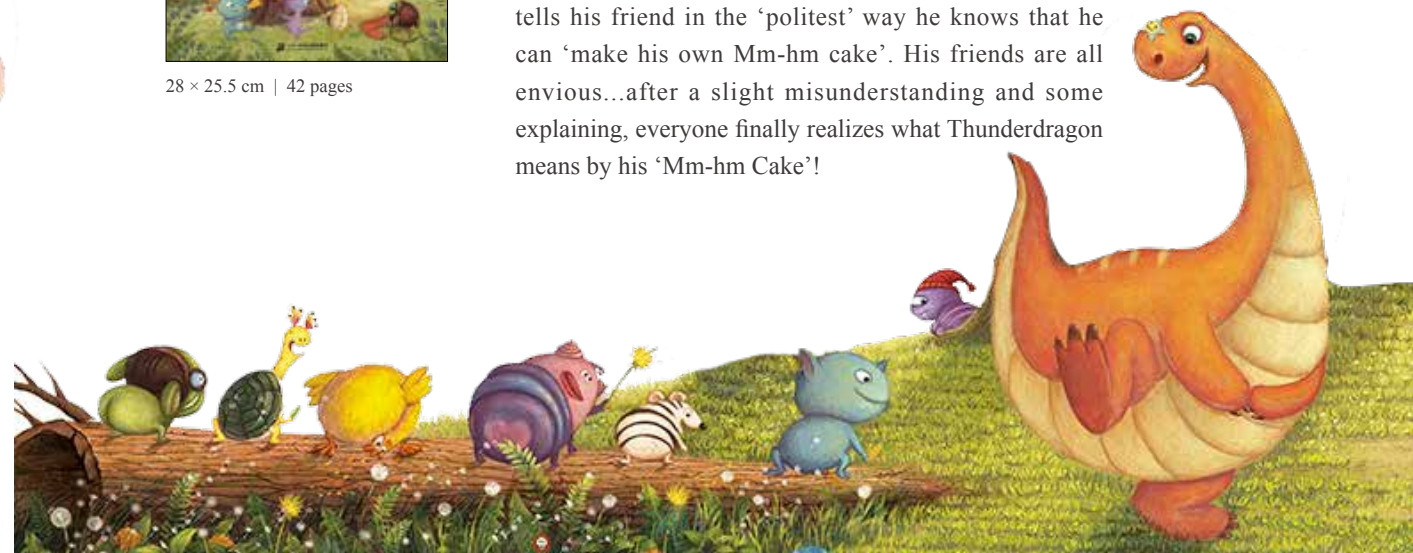 tells his friend in the ‘politest’ way he knows that he
can ‘make his own Mm-hm cake’. His friends are all
envious...after a slight misunderstanding and some
explaining, everyone finally realizes what Thunderdragon
means by his ‘Mm-hm Cake’!
28 × 25.5 cm | 42 pages